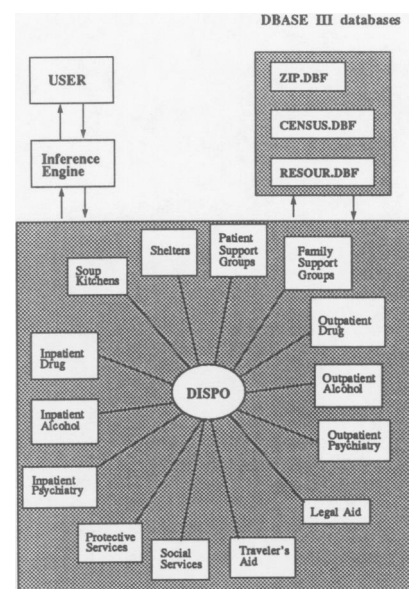 DBASE III databases
USER
ZIP.DBF
CENSUS.DBF
Inference
Engine
RESOUR.DBF
Shelters
Patient
Support
Groups
Family
Support
Groups
Soup
Kitchens
Outpatient
Drug
Inpatient
Drug
DISPO
Outpatient
Alcohol
Inpatient
Alcohol
Outpatient
Psychiatry
Inpatient
Psychiatry
Legal Aid
Protective
Services
Social
Services
Traveler's
Aid